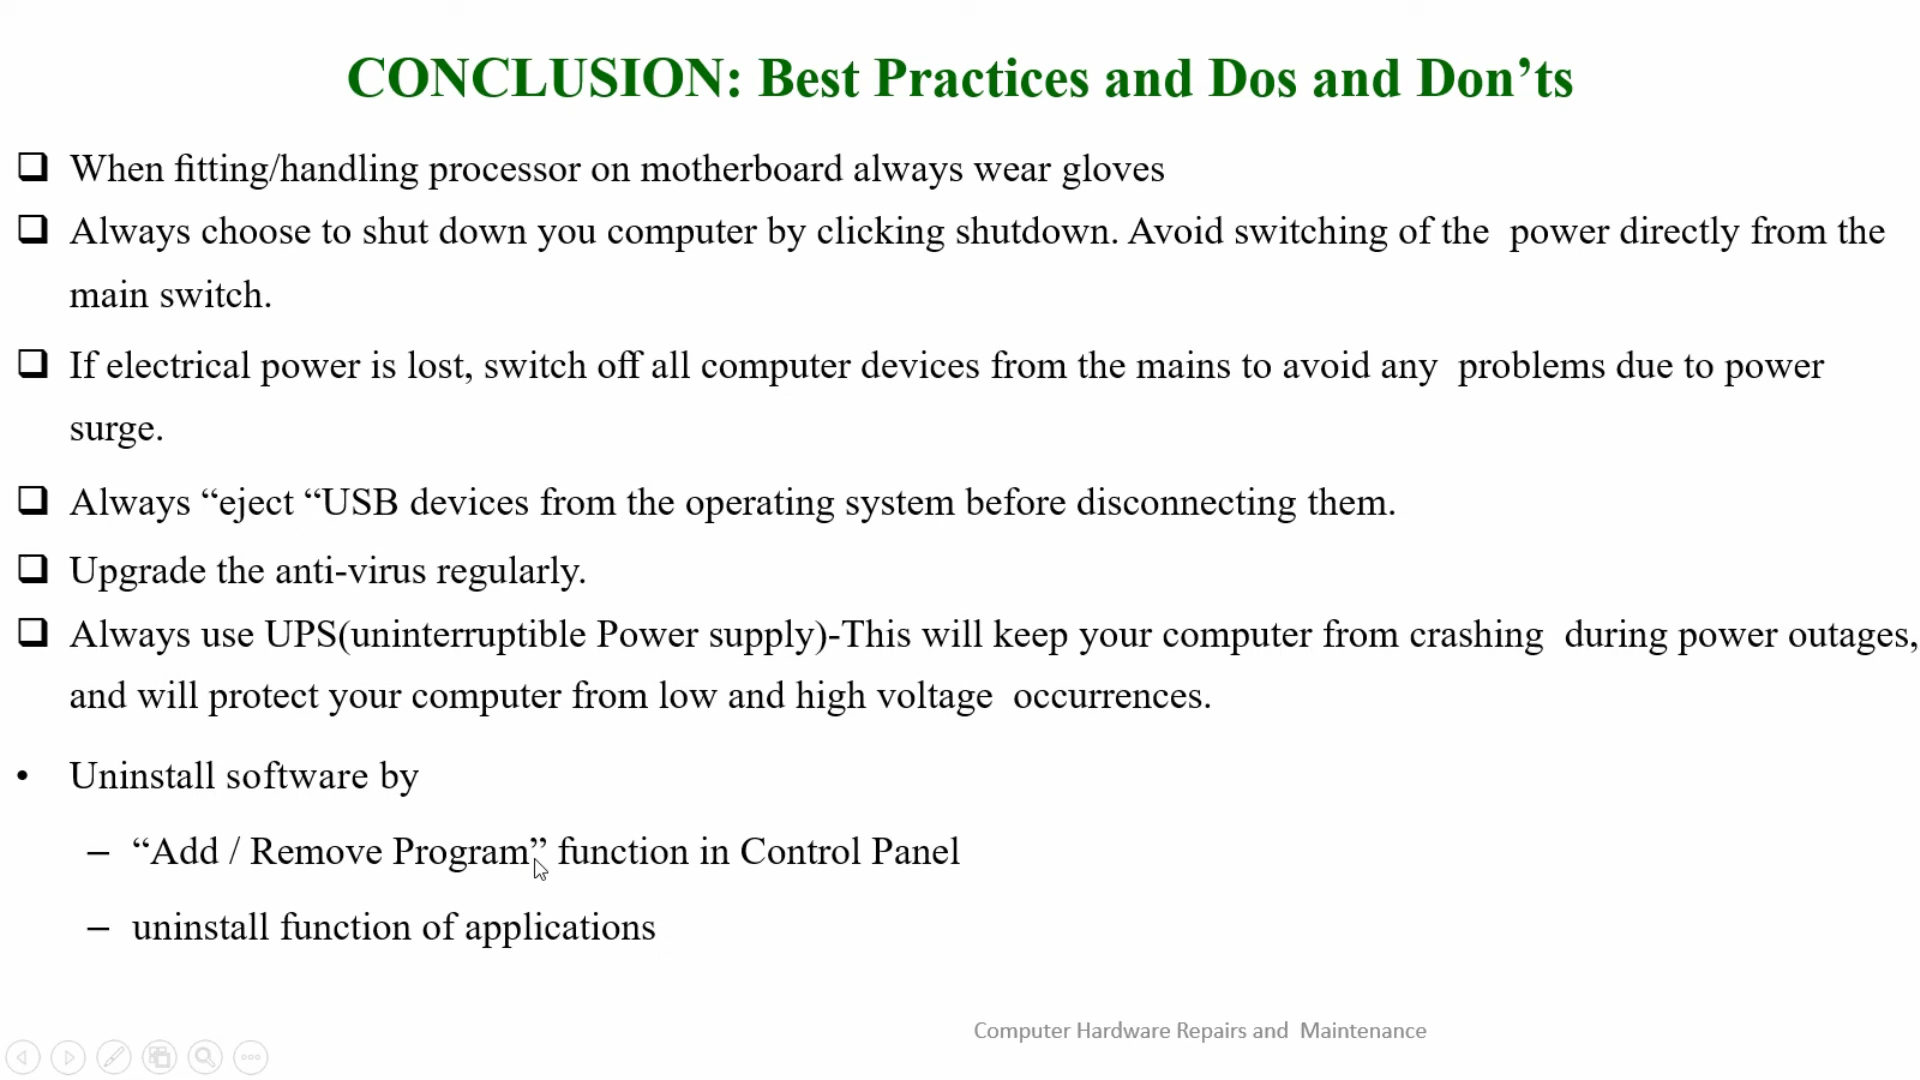 CONCLUSION: Best Practices and Dos and Don’ts
❑ When fitting/handling processor on motherboard always wear gloves
❑ Always choose to shut down you computer by clicking shutdown. Avoid switching of the  power directly from the
main switch.
❑ If electrical power is lost, switch off all computer devices from the mains to avoid any  problems due to power
surge.
❑ Always “eject “USB devices from the operating system before disconnecting them.
❑ Upgrade the anti-virus regularly.
❑ Always use UPS(uninterruptible Power supply)-This will keep your computer from crashing  during power outages,
and will protect your computer from low and high voltage  occurrences.
• Uninstall software by
– “Add / Remove Program” function in Control Panel
– uninstall function of applications
Computer Hardware Repairs and  Maintenance